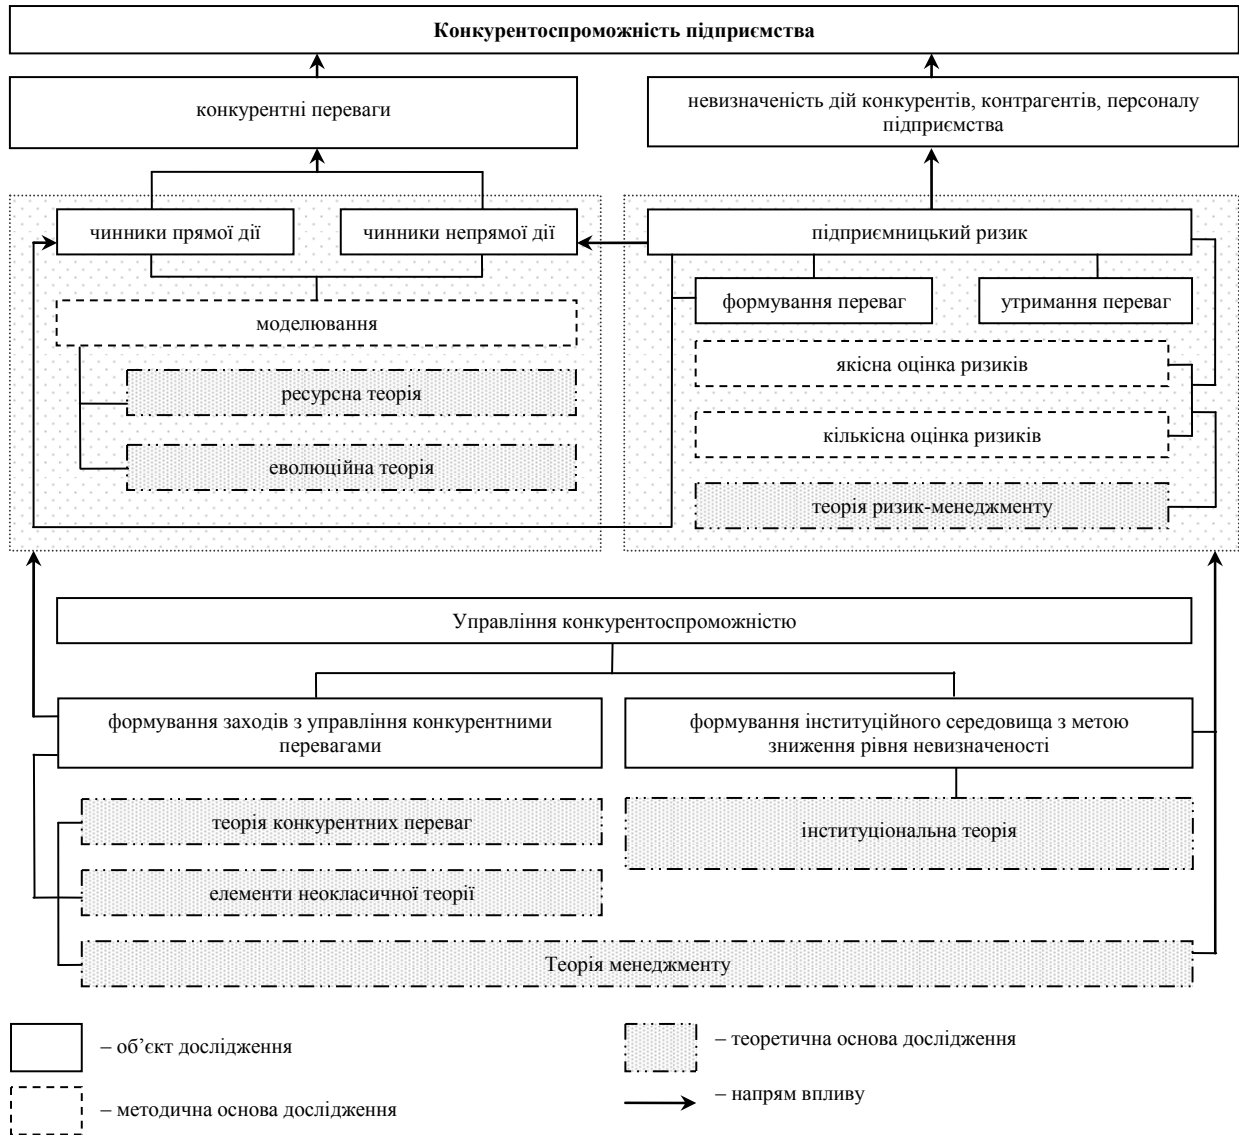 Конкурентоспроможність підприємства
конкурентні переваги
невизначеність дій конкурентів, контрагентів, персоналу
підприємства
чинники прямої дії
чинники непрямої дії
підприємницький ризик
формування переваг
утримання переваг
моделювання
якісна оцінка ризиків
ресурсна теорія
кількісна оцінка ризиків
еволюційна теорія
теорія ризик-менеджменту
Управління конкурентоспроможністю
формування заходів з управління конкурентними
перевагами
формування інституційного середовища з метою
зниження рівня невизначеності
теорія конкурентних переваг
інституціональна теорія
елементи неокласичної теорії
Теорія менеджменту
– об’єкт дослідження
– теоретична основа дослідження
– методична основа дослідження
– напрям впливу